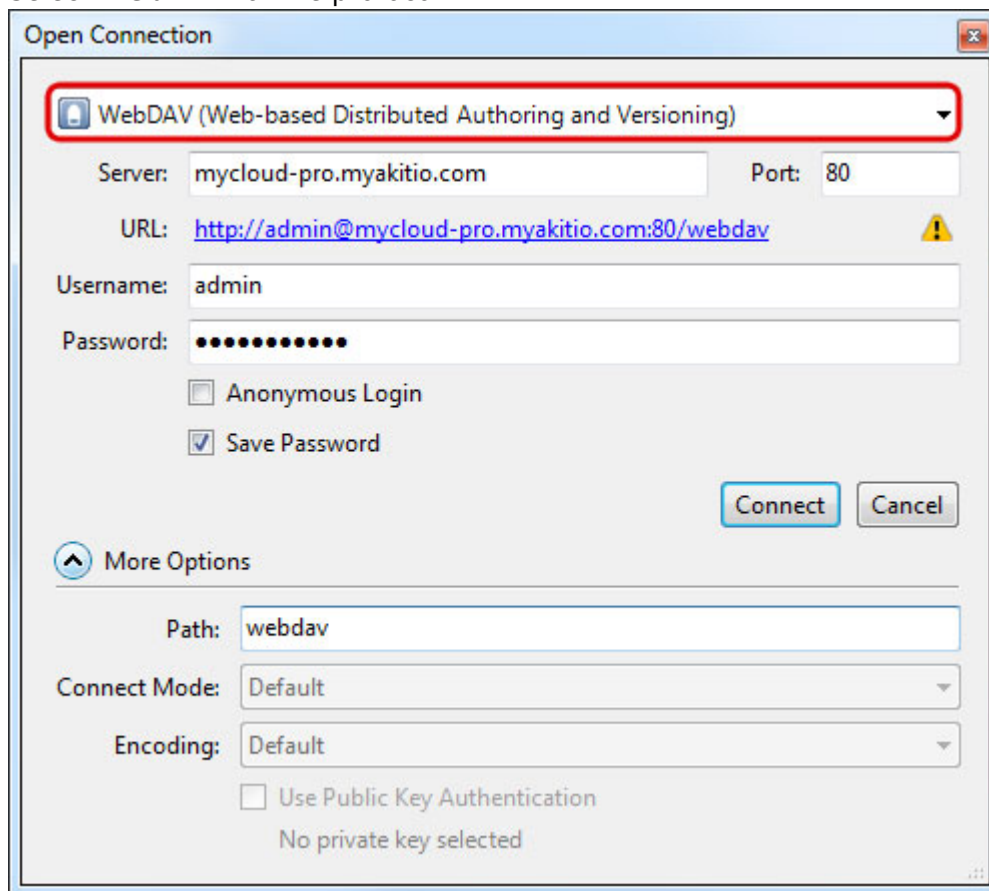 Open Connection
WebDAV (Web-based Distributed Authoring and Versioning)
Server: mycloud-pro.myakitio.com Port: 80
URL: http://admin@mycloud-pro.myakitio.com:80/webdav
Username: admin
Password: •••••••••••
Anonymous Login
Save Password
Connect Cancel
More Options
Path: webdav
Connect Mode: Default
Encoding: Default
Use Public Key Authentication
No private key selected